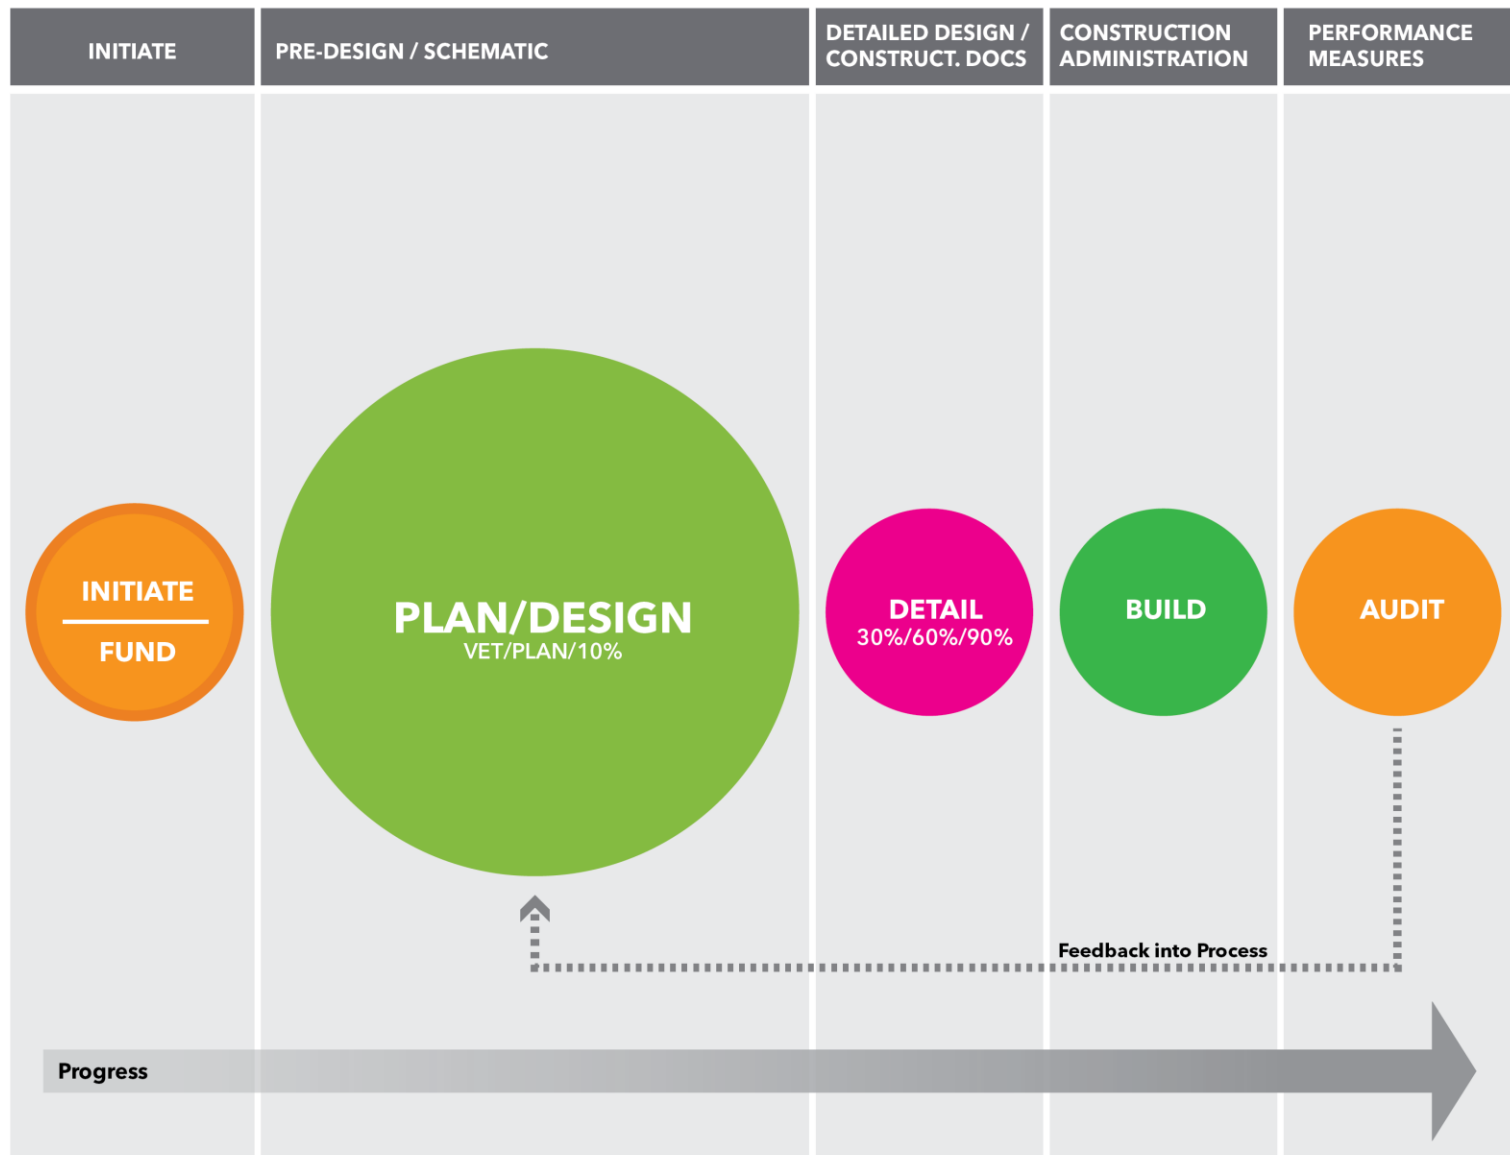 INITIATE
PRE-DESIGN / SCHEMATIC
DETAILED DESIGN /
CONSTRUCT. DOCS
CONSTRUCTION
ADMINISTRATION
PERFORMANCE
MEASURES
INITIATE
FUND
PLAN/DESIGN
VET/PLAN/10%
DETAIL
30%/60%/90%
BUILD
AUDIT
Feedback into Process
Progress